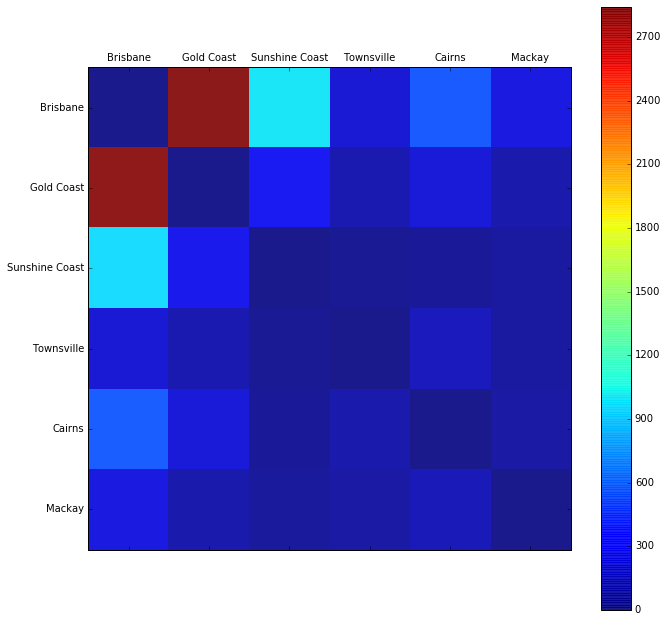 Brisbane Gold Coast Sunshine Coast Townsville Cairns Mackay
Brisbane
Gold Coast
Sunshine Coast
Townsville
Cairns
Mackay
2700
2400
2100
1800
1500
1200
900
600
300
0